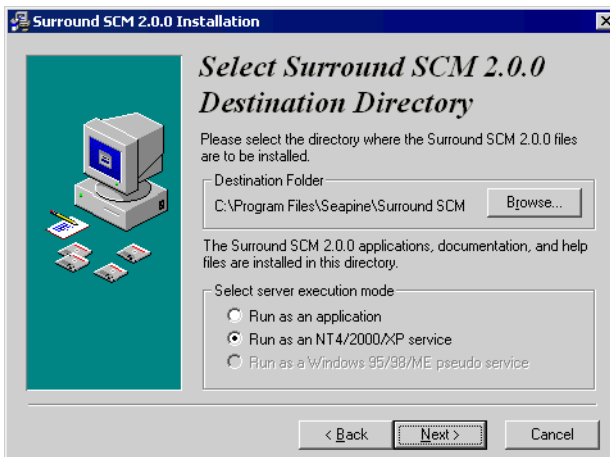 Surround SCM 2.0.0 Installation
Select Surround SCM 2.0.0
Destination Directory
Please select the directory where the Surround SCM 2.0.0 files
are to be installed.
Destination Folder
C:\Program Files\Seapine\Surround SCM
Browse...
The Surround SCM 2.0.0 applications, documentation, and help
files are installed in this directory.
Select server execution mode
Run as an application
Run as an NT4/2000/XP service
Run as a Windows 95/98/ME pseudo service
< Back
Next >
Cancel